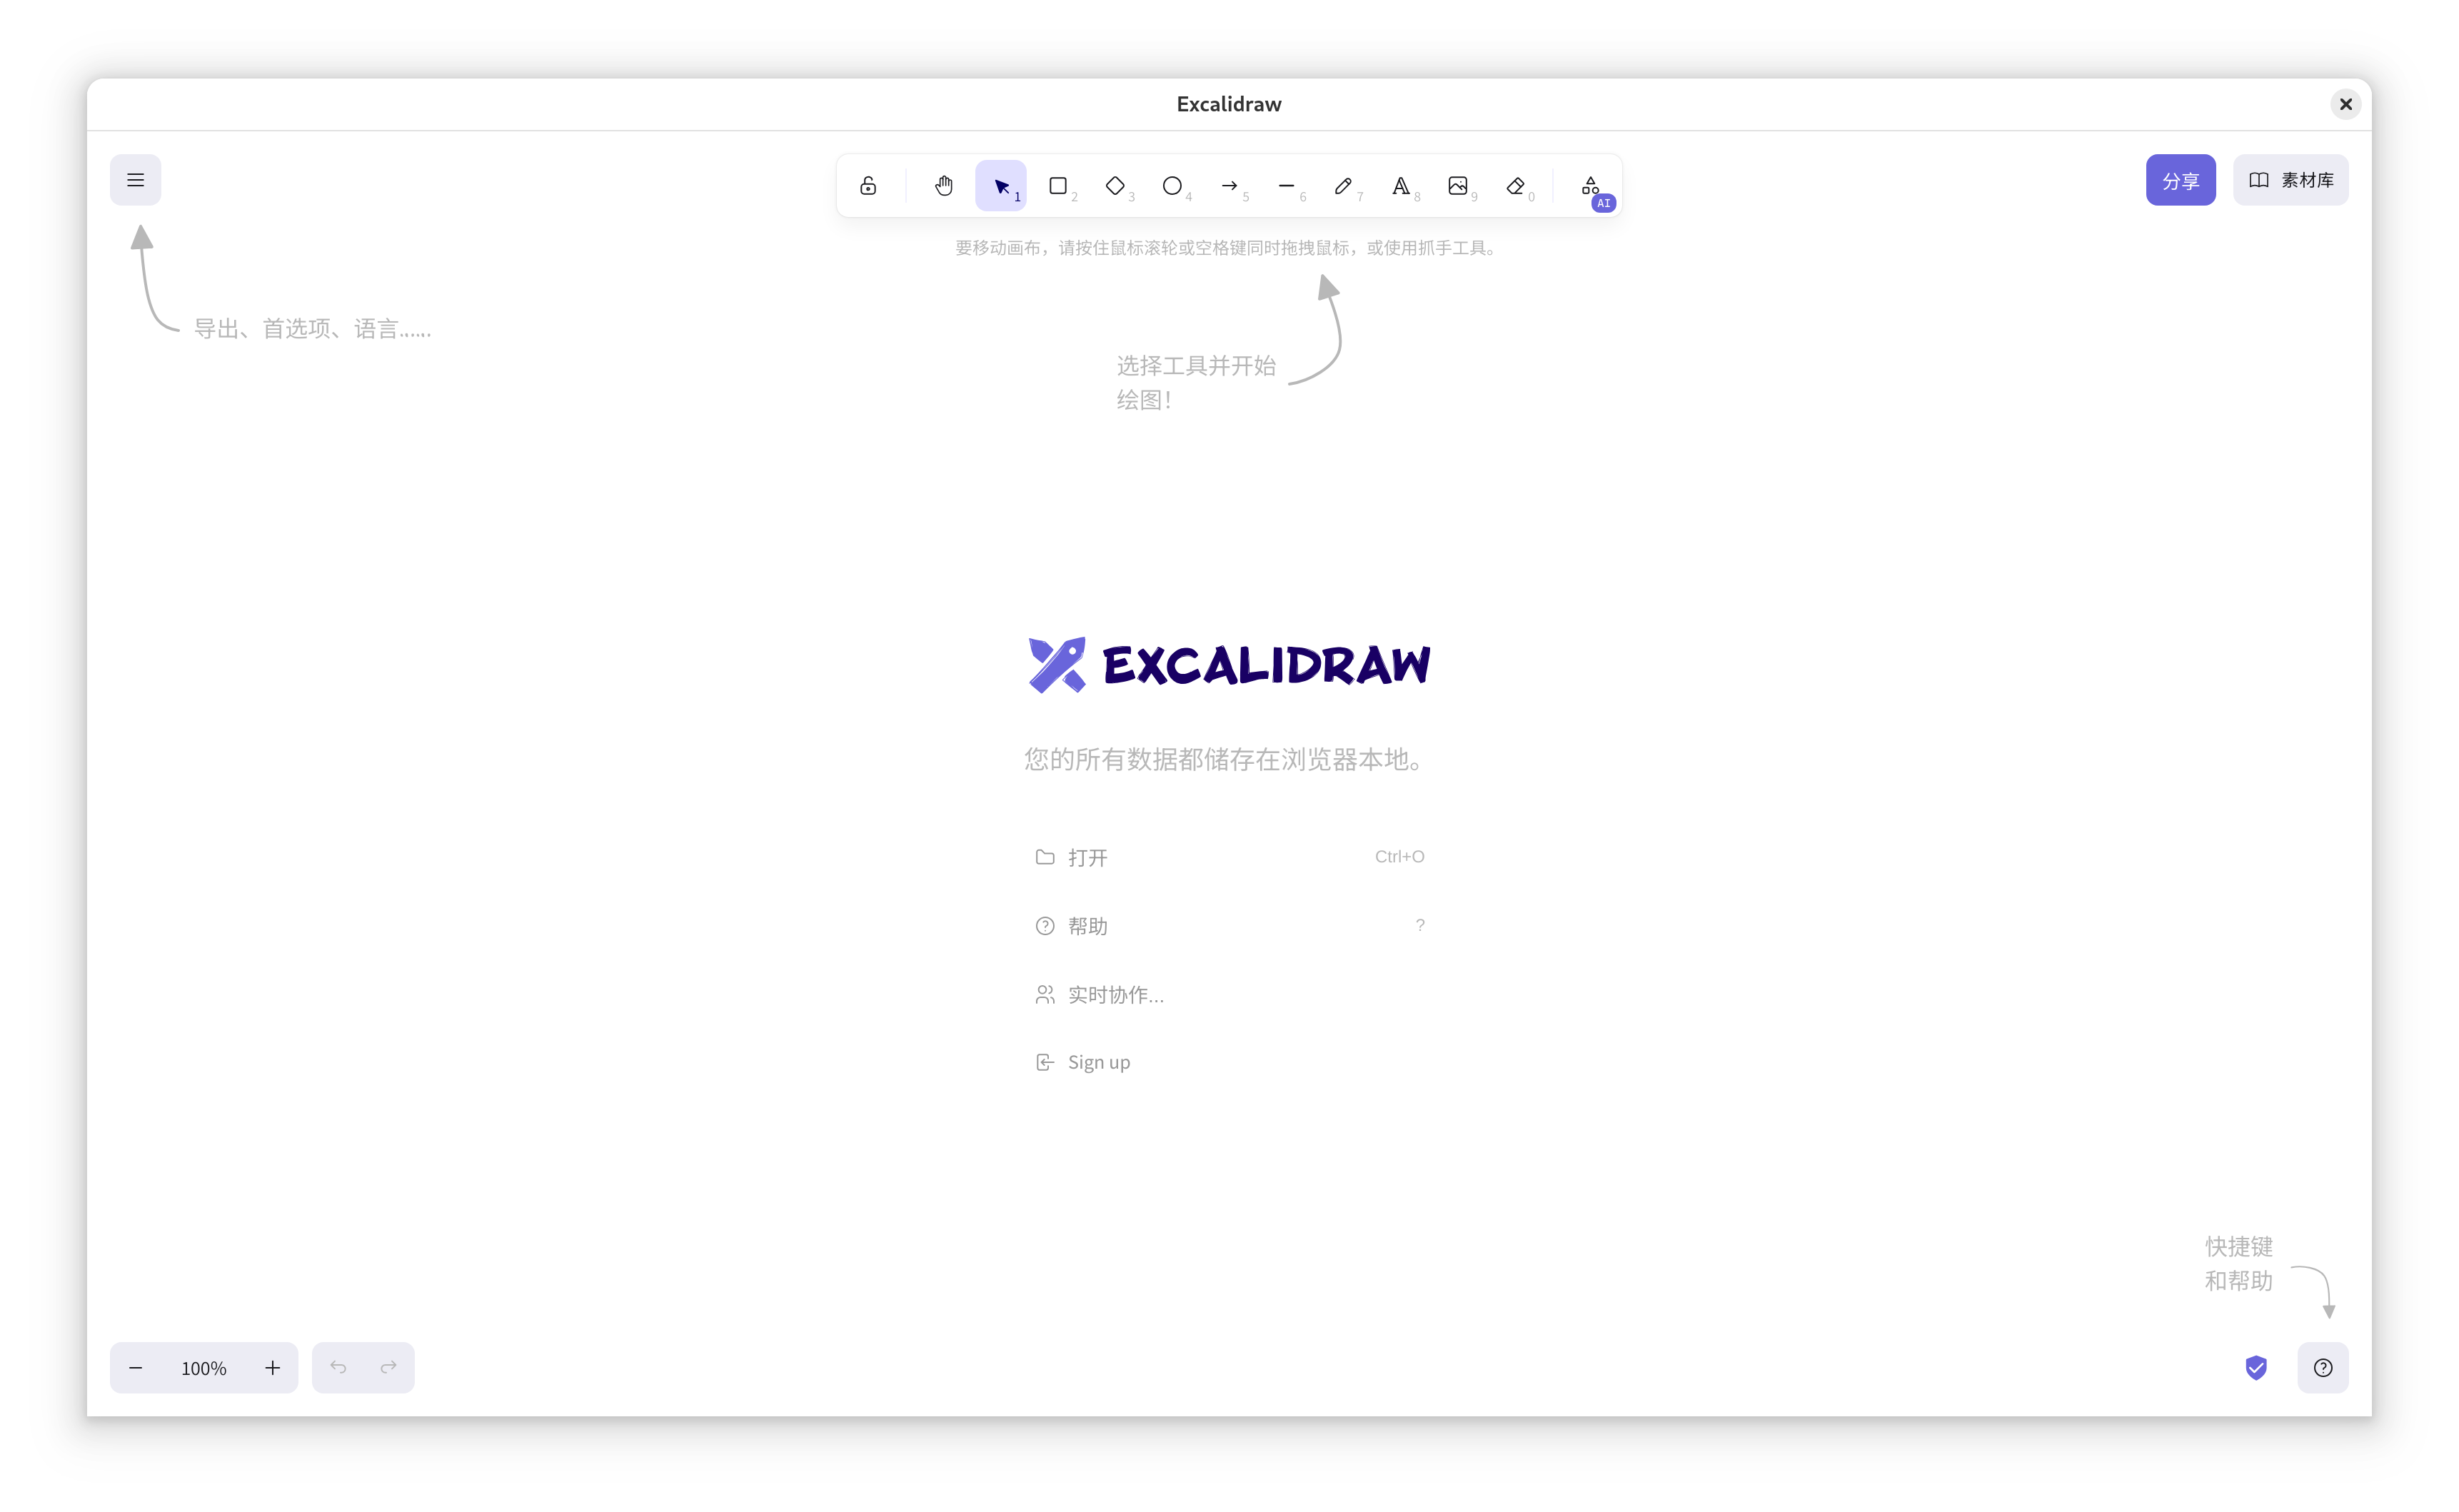 Excalidraw
1
2
3
4
5
6
7
8
9
0
AI
分享
素材库
要移动画布，请按住鼠标滚轮或空格键同时拖拽鼠标，或使用抓手工具。
导出、首选项、语言……
选择工具并开始
绘图！
EXCALIDRAW
您的所有数据都储存在浏览器本地。
打开 Ctrl+O
帮助 ?
实时协作...
Sign up
快捷键
和帮助
100%